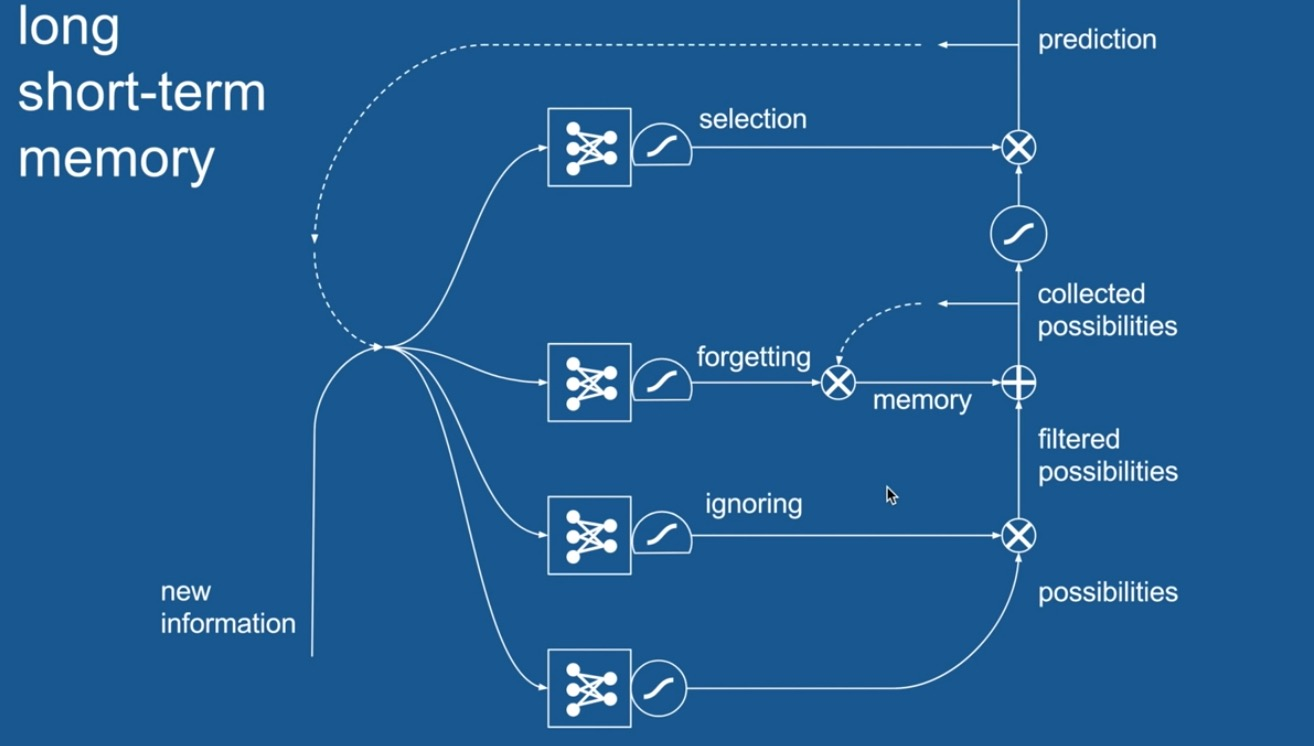 long
short-term
memory
prediction
selection
collected
possibilities
forgetting
memory
filtered
possibilities
ignoring
new
information
possibilities